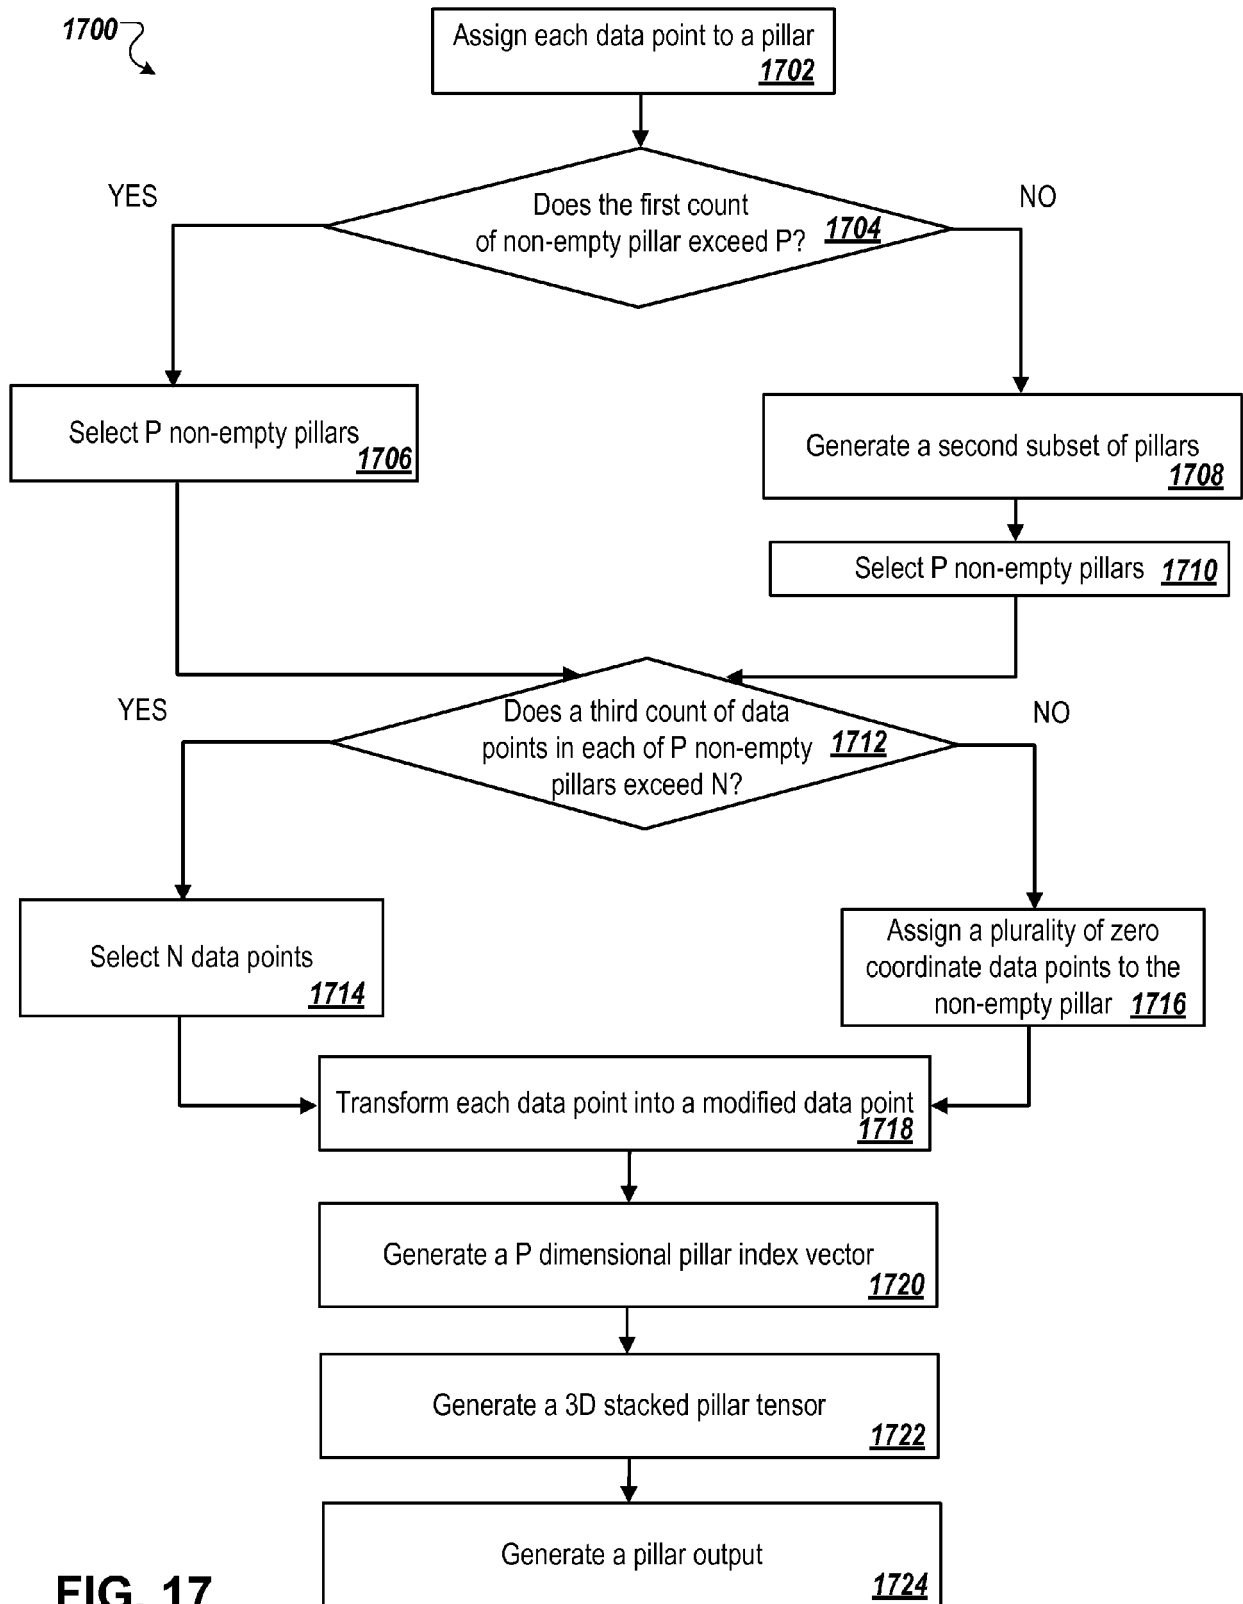 1700
Assign each data point to a pillar
1702
YES
NO
Does the first count
of non-empty pillar exceed P? 1704
Select P non-empty pillars
1706
Generate a second subset of pillars
1708
Select P non-empty pillars 1710
YES
NO
Does a third count of data
points in each of P non-empty 1712
pillars exceed N?
Select N data points
1714
Assign a plurality of zero
coordinate data points to the
non-empty pillar 1716
Transform each data point into a modified data point
1718
Generate a P dimensional pillar index vector
1720
Generate a 3D stacked pillar tensor
1722
Generate a pillar output
1724
FIG. 17